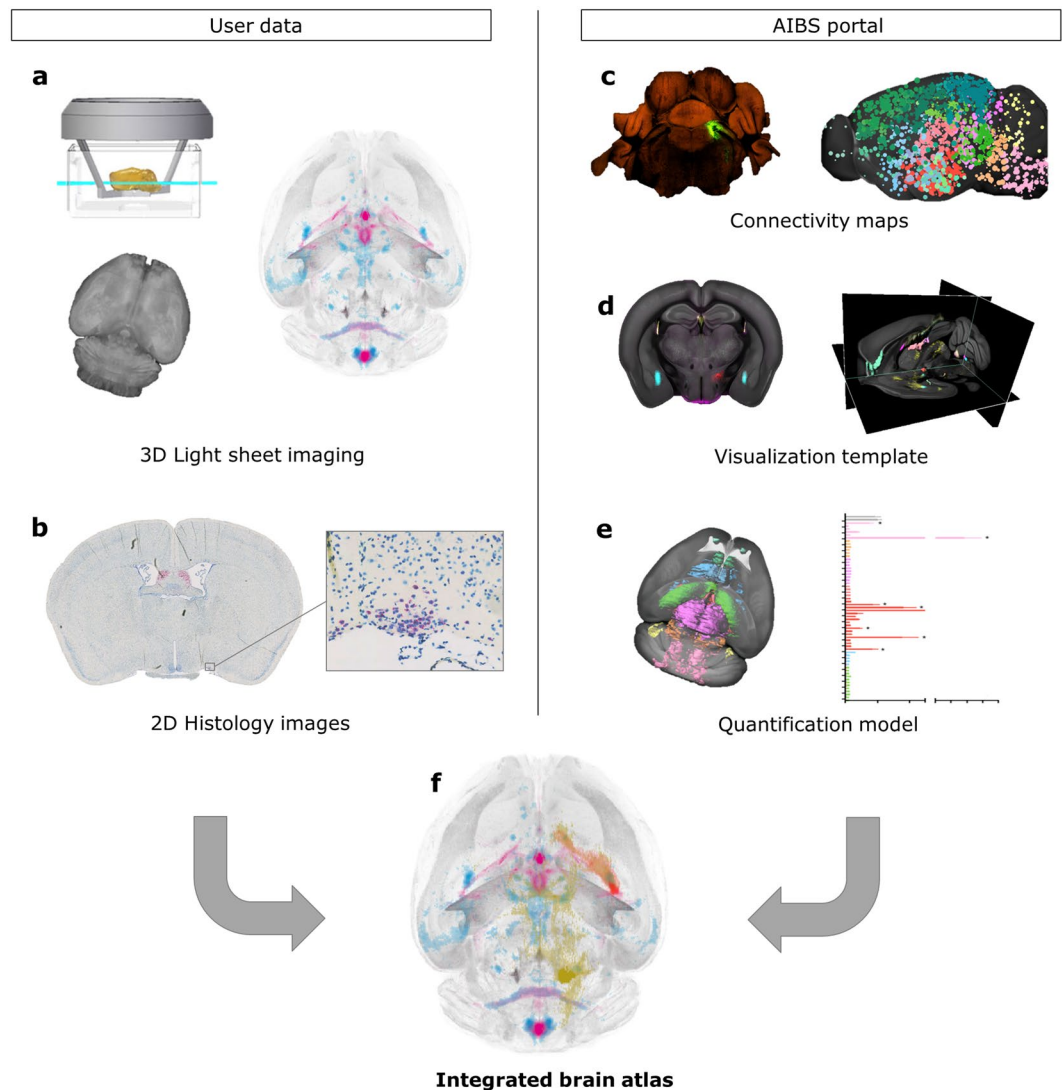 User data
AIBS portal
a
3D Light sheet imaging
b
2D Histology images
c
Connectivity maps
d
Visualization template
e
Quantification model
f
Integrated brain atlas